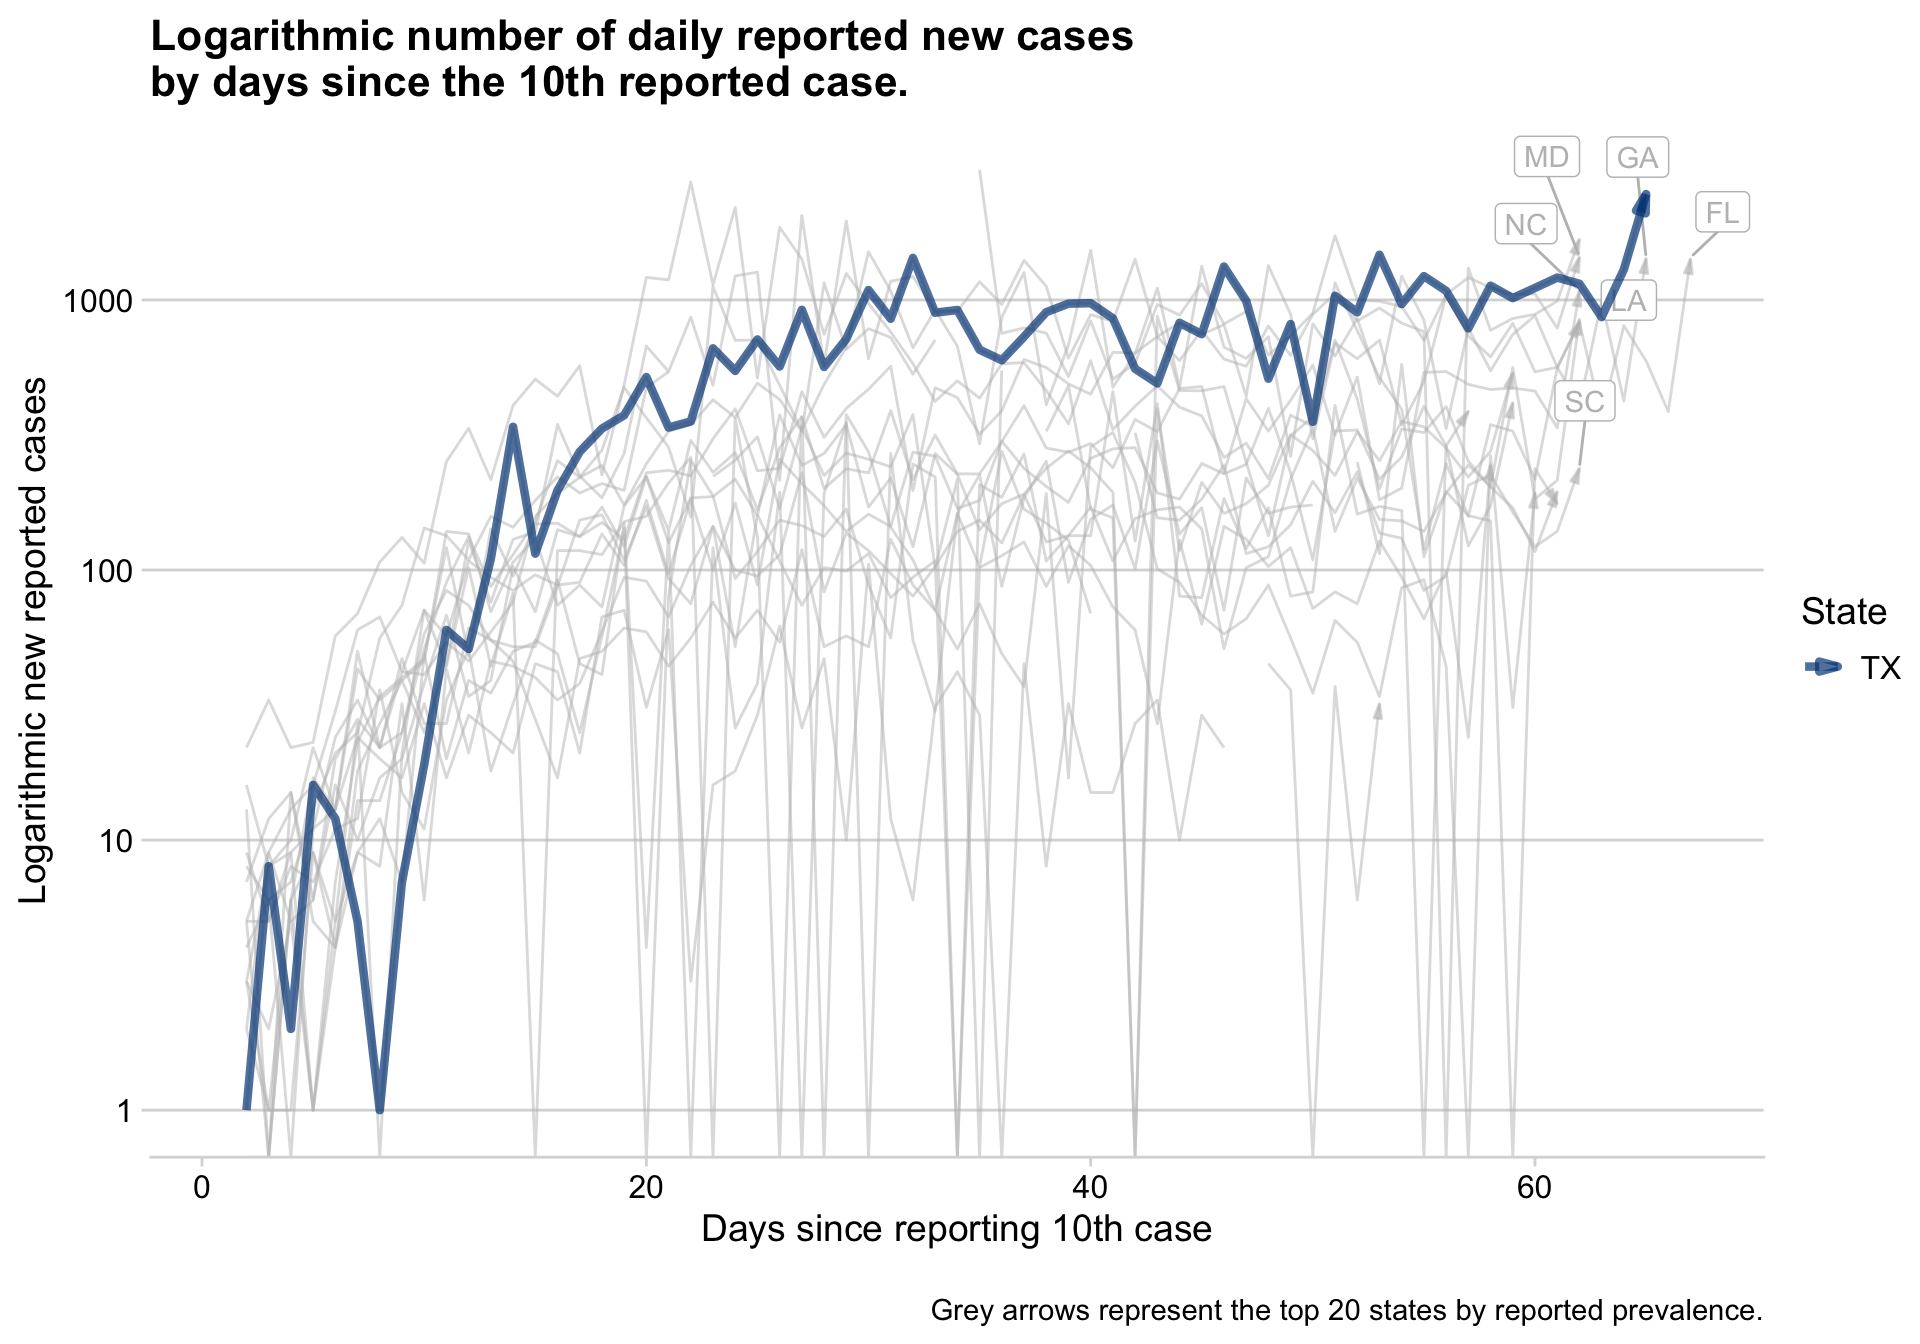 Logarithmic number of daily reported new cases
by days since the 10th reported case.
MD
GA
FL
NC
LA
SC
1000
100
10
1
Logarithmic new reported cases
0
20
40
60
Days since reporting 10th case
State
TX
Grey arrows represent the top 20 states by reported prevalence.